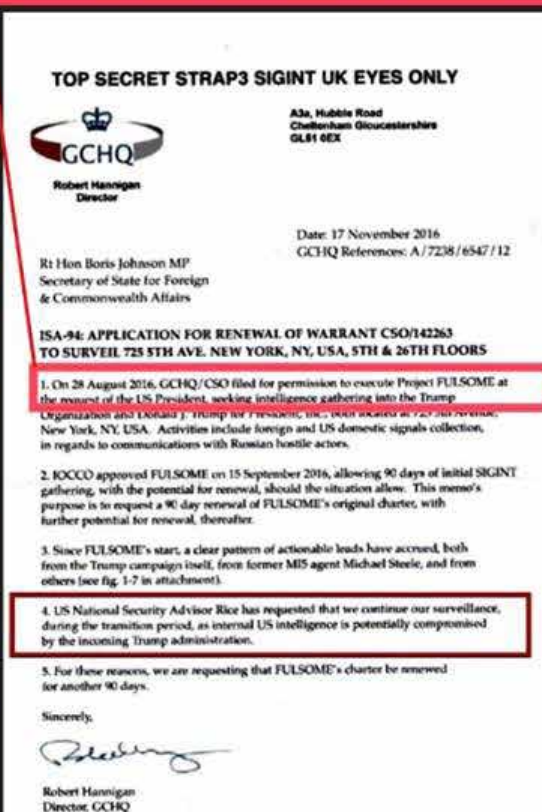 TOP SECRET STRAP3 SIGINT UK EYES ONLY
GCHQ
Robert Hannigan
Director
A3a, Hubble Road
Cheltenham Gloucestershire
GL51 0EX
Date: 17 November 2016
GCHQ References: A/7238/6547/12
Rt Hon Boris Johnson MP
Secretary of State for Foreign
& Commonwealth Affairs
ISA-94: APPLICATION FOR RENEWAL OF WARRANT CSO/142263
TO SURVEIL 725 5TH AVE. NEW YORK, NY, USA, 5TH & 26TH FLOORS
1. On 28 August 2016, GCHQ/CSO filed for permission to execute Project FULSOME at
the request of the US President, seeking intelligence gathering into the Trump
Organization and Donald J. Trump for President, Inc., both located at 725 5th Avenue,
New York, NY, USA. Activities include foreign and US domestic signals collection,
in regards to communications with Russian hostile actors.
2. IOCCO approved FULSOME on 15 September 2016, allowing 90 days of initial SIGINT
gathering, with the potential for renewal, should the situation allow. This memo's
purpose is to request a 90 day renewal of FULSOME's original charter, with
further potential for renewal, thereafter.
3. Since FULSOME's start, a clear pattern of actionable leads have accrued, both
from the Trump campaign itself, from former MI5 agent Michael Steele, and from
others (see fig. 1-7 in attachment).
4. US National Security Advisor Rice has requested that we continue our surveillance,
during the transition period, as internal US intelligence is potentially compromised
by the incoming Trump administration.
5. For these reasons, we are requesting that FULSOME's charter be renewed
for another 90 days.
Sincerely,
Robert Hannigan
Director, GCHQ